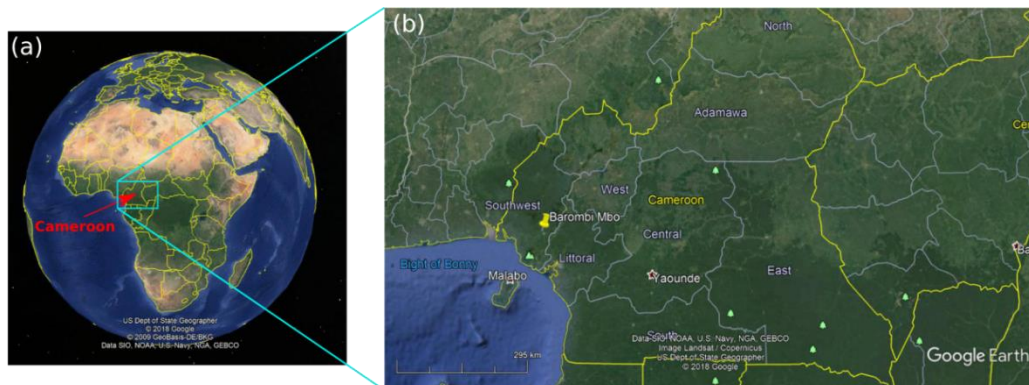 (a)
Cameroon
US Dept of State Geographer
© 2018 Google
© 2009 GeoBasis-DE/BKG
Data SIO, NOAA, U.S. Navy, NGA, GEBCO
(b)
North
Adamawa
West
Southwest
Cameroon
Barombi Mbo
Central
Littoral
Bight of Bonny
Malabo
Yaounde
East
South
Data SIO, NOAA, U.S. Navy, NGA, GEBCO
Image Landsat / Copernicus
US Dept of State Geographer
© 2018 Google
295 km
Google Earth